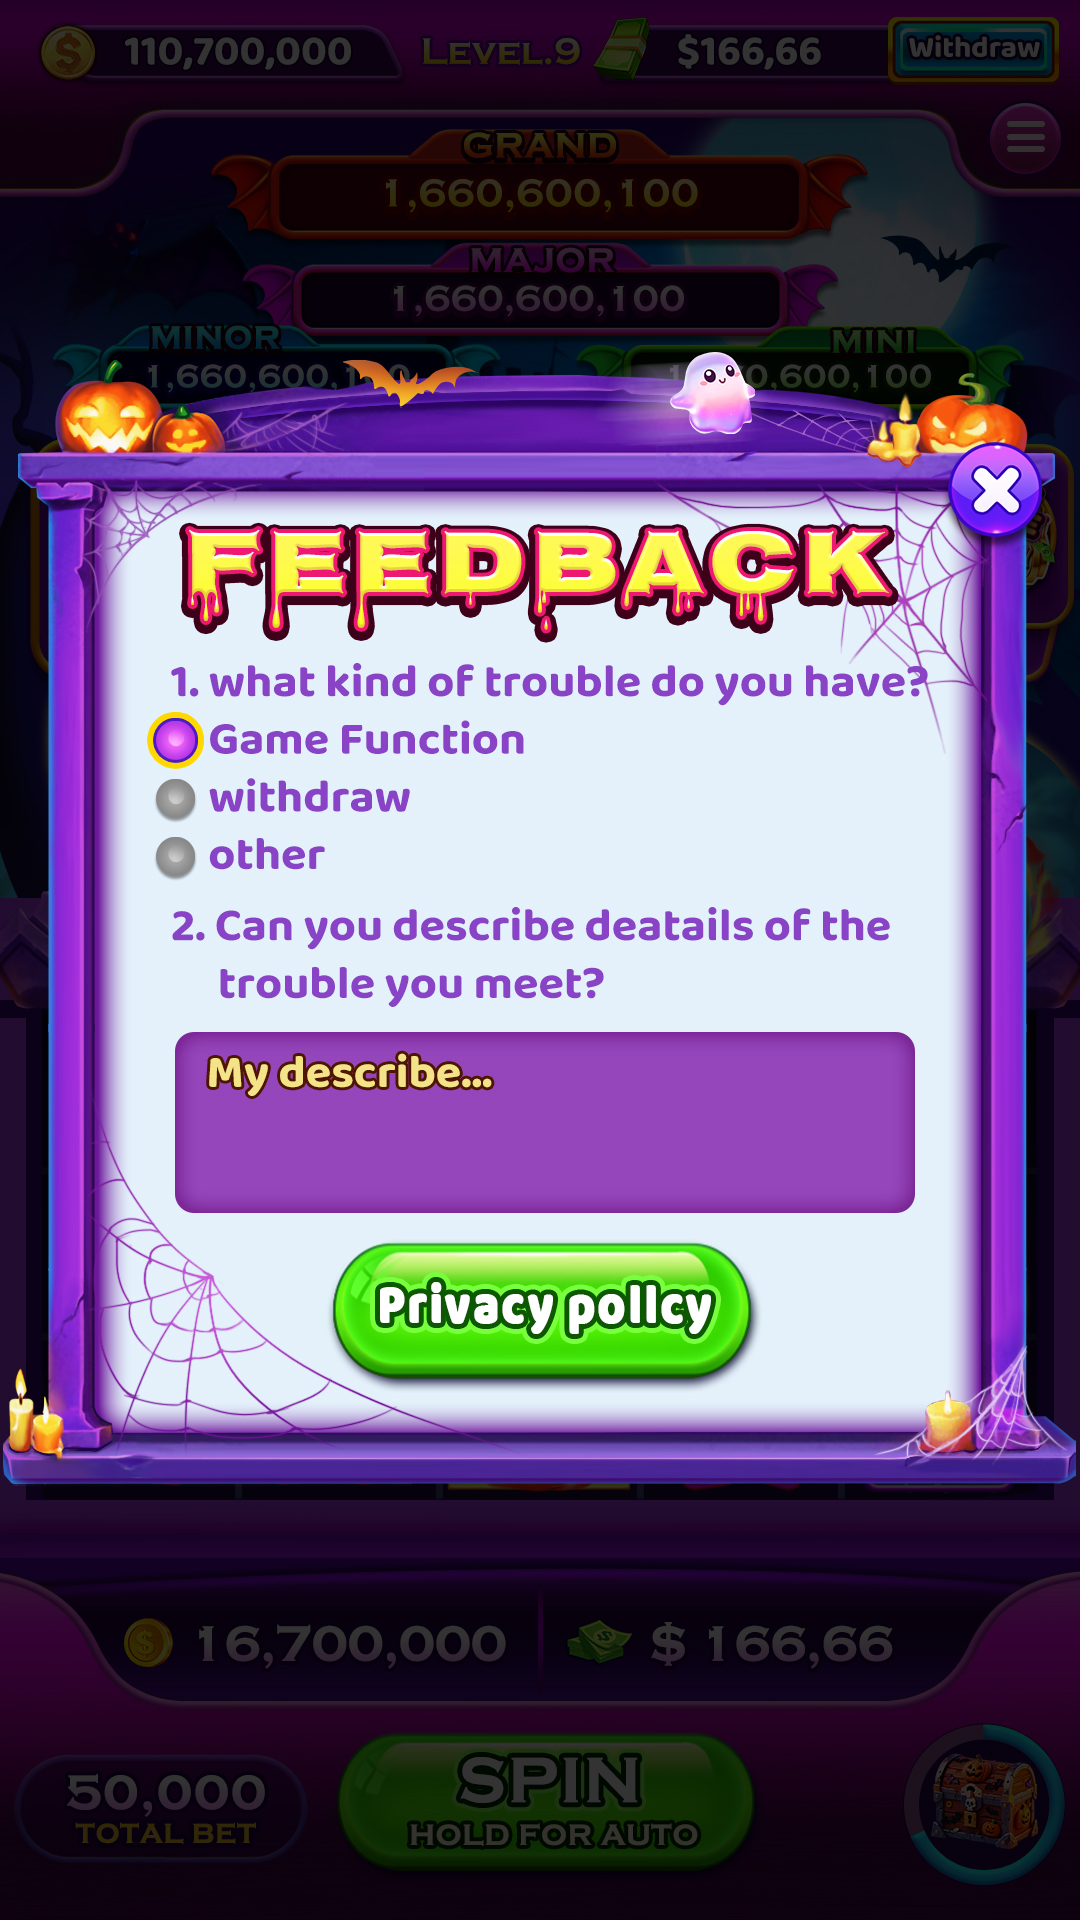 110,700,000
LEVEL.9
$166,66
Withdraw
GRAND
1,660,600,100
MAJOR
1,660,600,100
MINOR
MINI
FEEDBACK
1. what kind of trouble do you have?
Game Function
withdraw
other
2. Can you describe deatails of the
trouble you meet?
My describe...
Privacy pollcy
16,700,000
$ 166,66
50,000
TOTAL BET
SPIN
HOLD FOR AUTO